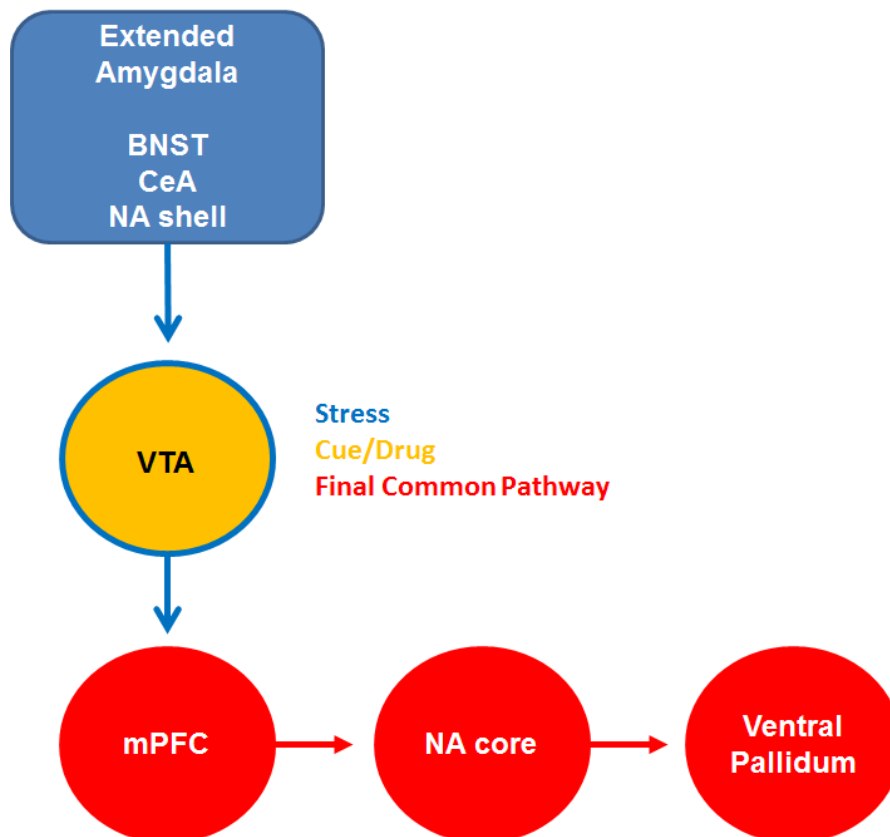 Extended
Amygdala
BNST
CeA
NA shell
VTA
Stress
Cue/Drug
Final Common Pathway
mPFC
NA core
Ventral
Pallidum